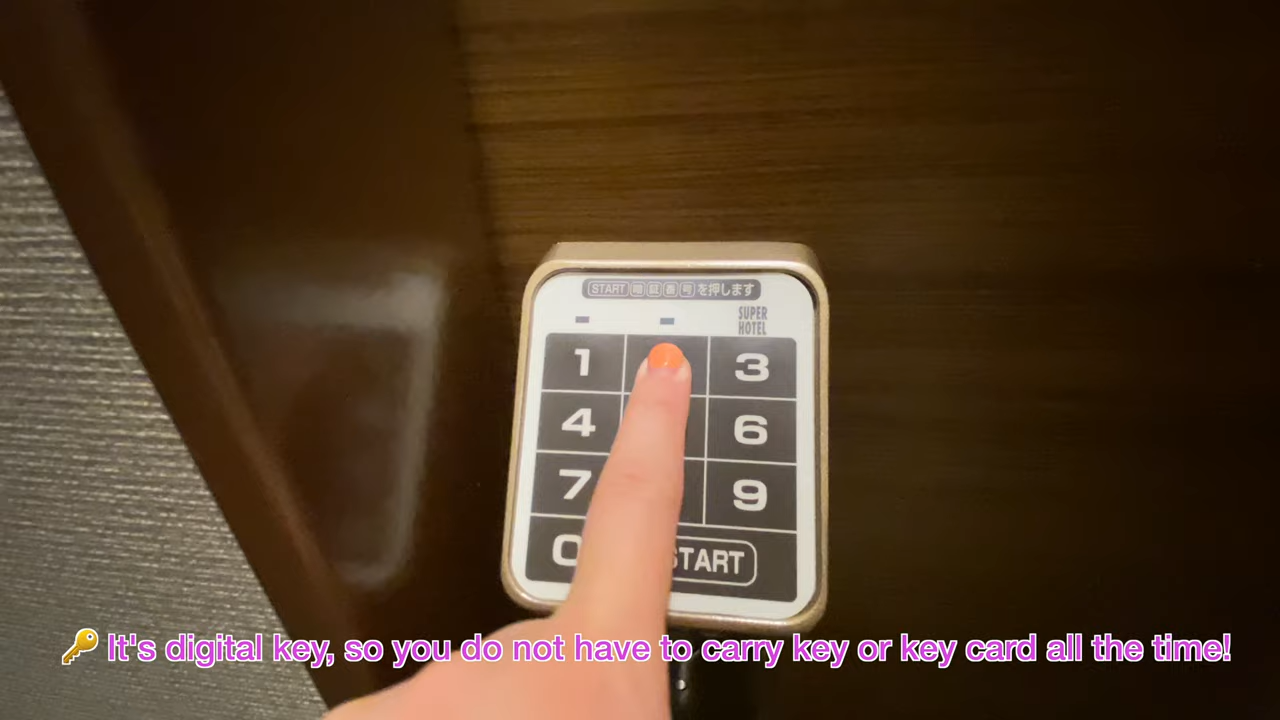 START 暗 証 番 号 を押します
SUPER
HOTEL
1 3
4 6
7 9
0 START
🔑 It's digital key, so you do not have to carry key or key card all the time!